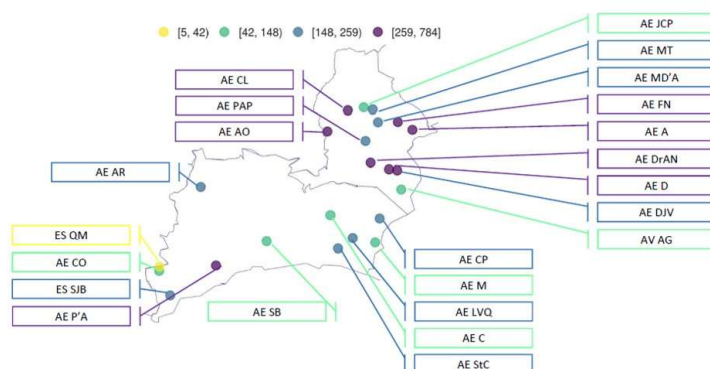 [5, 42) [42, 148) [148, 259) [259, 784]
AE CL
AE PAP
AE AO
AE AR
ES QM
AE CO
ES SJB
AE P'A
AE SB
AE JCP
AE MT
AE MD'A
AE FN
AE A
AE DrAN
AE D
AE DJV
AV AG
AE CP
AE M
AE LVQ
AE C
AE StC